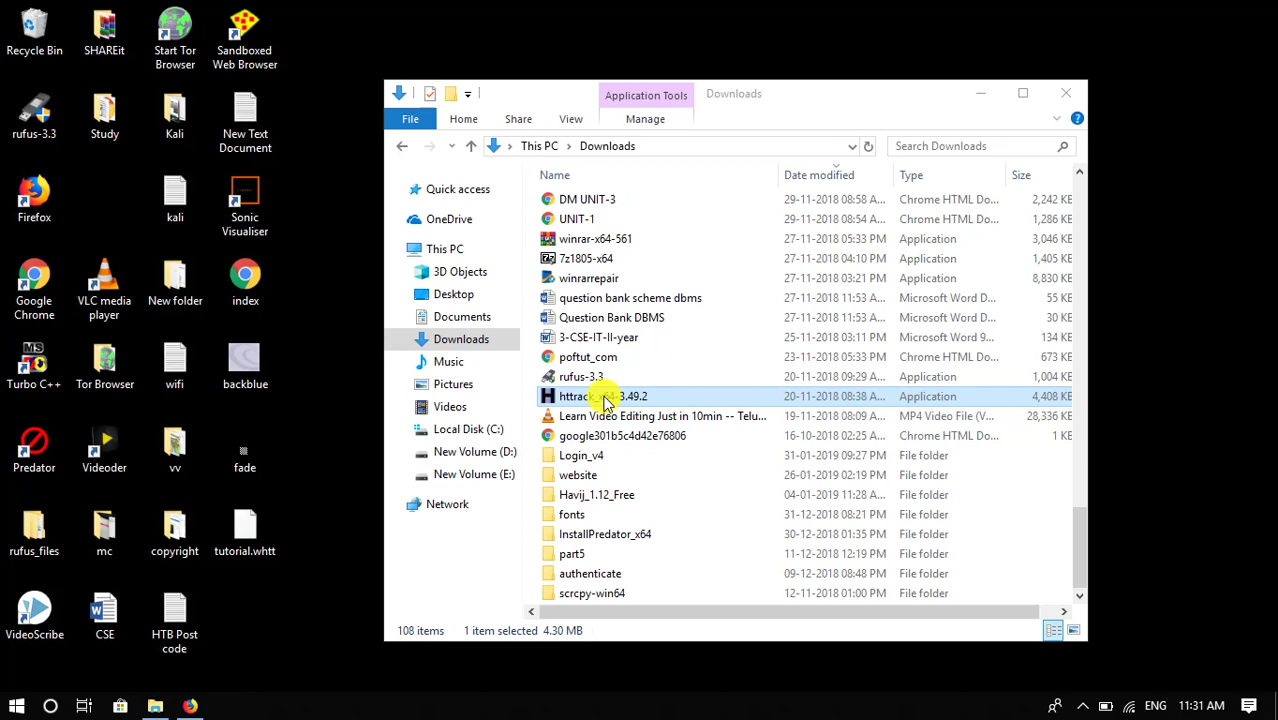 Recycle Bin
SHAREit
Start Tor
Browser
Sandboxed
Web Browser
rufus-3.3
Study
Kali
New Text
Document
Firefox
kali
Sonic
Visualiser
Google
Chrome
VLC media
player
New folder
index
Turbo C++
Tor Browser
wifi
backblue
Predator
Videoder
vv
fade
rufus_files
mc
copyright
tutorial.whtt
VideoScribe
CSE
HTB Post
code
Application Tools
Downloads
File
Home
Share
View
Manage
This PC
Downloads
Search Downloads
Quick access
OneDrive
This PC
3D Objects
Desktop
Documents
Downloads
Music
Pictures
Videos
Local Disk (C:)
New Volume (D:)
New Volume (E:)
Network
Name Date modified Type Size
DM UNIT-3 29-11-2018 08:58 A... Chrome HTML Do... 2,242 KB
UNIT-1 29-11-2018 08:54 A... Chrome HTML Do... 1,286 KB
winrar-x64-561 27-11-2018 05:33 PM Application 3,046 KB
7z1805-x64 27-11-2018 04:10 PM Application 1,405 KB
winrarrepair 27-11-2018 03:21 PM Application 8,830 KB
question bank scheme dbms 27-11-2018 11:53 A... Microsoft Word D... 55 KB
Question Bank DBMS 27-11-2018 11:53 A... Microsoft Word D... 30 KB
3-CSE-IT-II-year 25-11-2018 03:11 PM Microsoft Word 9... 134 KB
poftut_com 23-11-2018 05:33 PM Chrome HTML Do... 673 KB
rufus-3.3 20-11-2018 09:29 A... Application 1,004 KB
httrack_x64-3.49.2 20-11-2018 08:38 A... Application 4,408 KB
Learn Video Editing Just in 10min -- Telu... 19-11-2018 08:09 A... MP4 Video File (V... 28,336 KB
google301b5c4d42e76806 16-10-2018 02:25 A... Chrome HTML Do... 1 KB
Login_v4 31-01-2019 09:27 PM File folder
website 26-01-2019 12:19 PM File folder
Havij_1.12_Free 04-01-2019 11:28 A... File folder
fonts 31-12-2018 08:21 PM File folder
InstallPredator_x64 30-12-2018 01:35 PM File folder
part5 11-12-2018 12:19 PM File folder
authenticate 09-12-2018 08:48 PM File folder
scrcpy-win64 12-11-2018 01:00 PM File folder
108 items 1 item selected 4.30 MB
ENG 11:31 AM